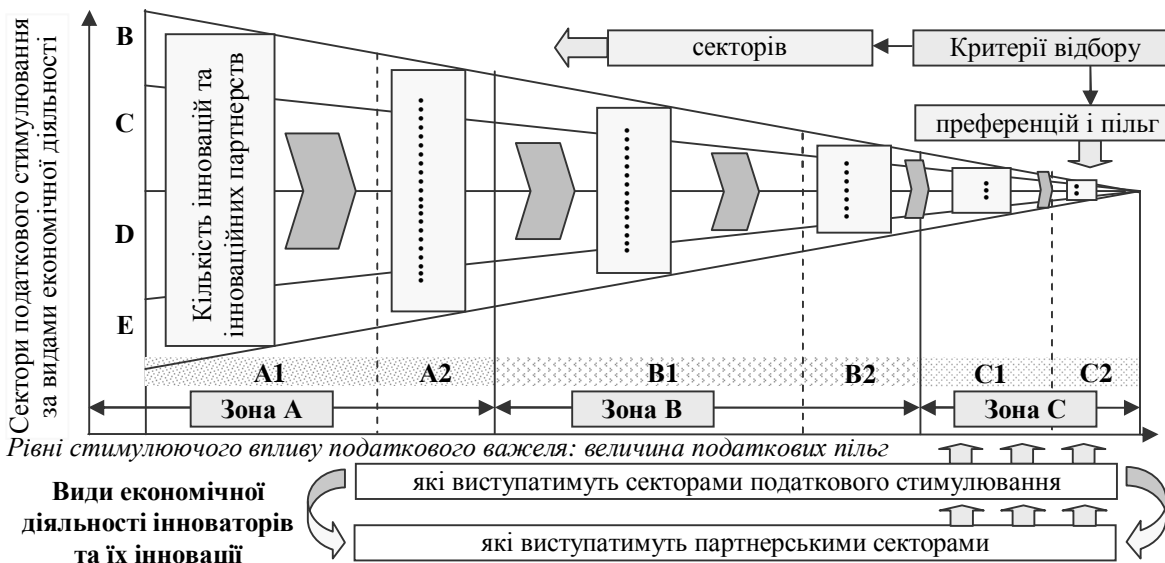 Сектори податкового стимулювання
за видами економічної діяльності
B
C
D
E
Кількість інновацій та
інноваційних партнерств
секторів
Критерії відбору
преференцій і пільг
A1
A2
B1
B2
C1
C2
Зона А
Зона В
Зона С
Рівні стимулюючого впливу податкового важеля: величина податкових пільг
Види економічної
діяльності інноваторів
та їх інновації
які виступатимуть секторами податкового стимулювання
які виступатимуть партнерськими секторами